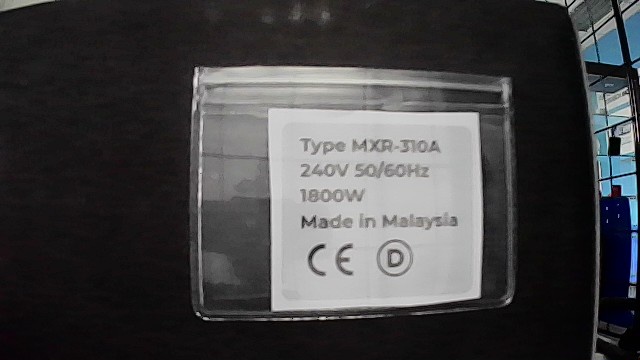 Type MXR-310A
240V 50/60Hz
1800W
Made in Malaysia
CE D